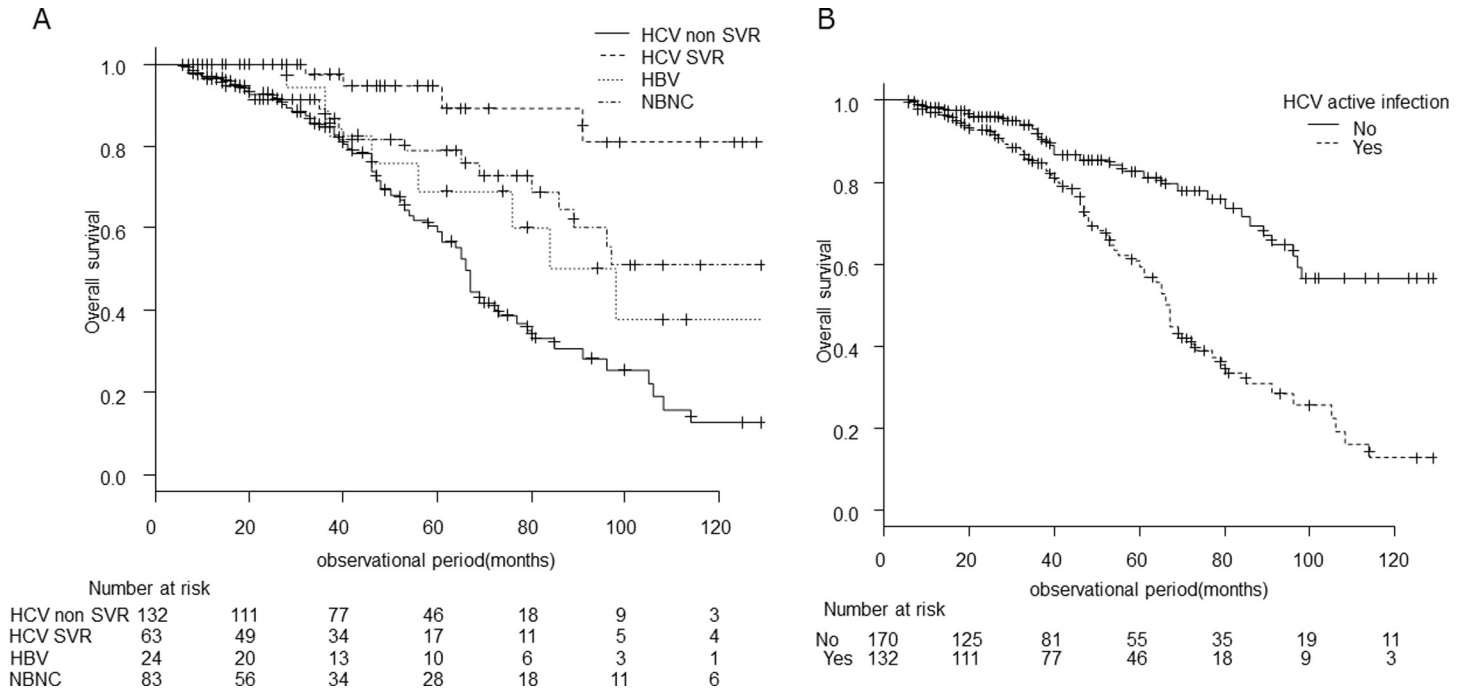 A
HCV non SVR
HCV SVR
HBV
NBNC
1.0
0.8
0.6
0.4
0.2
0.0
Overall survival
0 20 40 60 80 100 120
observational period(months)
Number at risk
HCV non SVR 132 111 77 46 18 9 3
HCV SVR 63 49 34 17 11 5 4
HBV 24 20 13 10 6 3 1
NBNC 83 56 34 28 18 11 6
B
HCV active infection
No
Yes
1.0
0.8
0.6
0.4
0.2
0.0
Overall survival
0 20 40 60 80 100 120
observational period(months)
Number at risk
No 170 125 81 55 35 19 11
Yes 132 111 77 46 18 9 3